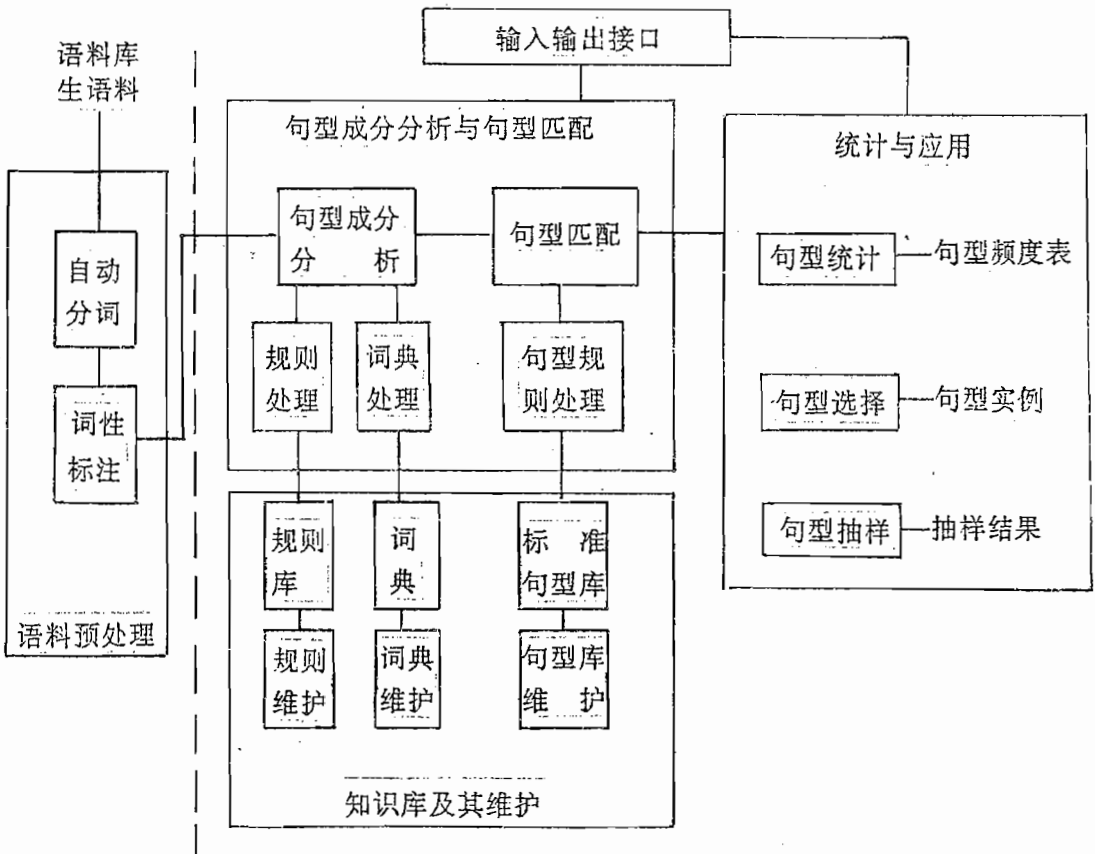 语料库
生语料
自动
分词
词性
标注
语料预处理
输入输出接口
句型成分分析与句型匹配
句型成分
分 析
句型匹配
规则
处理
词典
处理
句型规
则处理
规则
库
词
典
标 准
句型库
规则
维护
词典
维护
句型库
维 护
知识库及其维护
统计与应用
句型统计
句型频度表
句型选择
句型实例
句型抽样
抽样结果